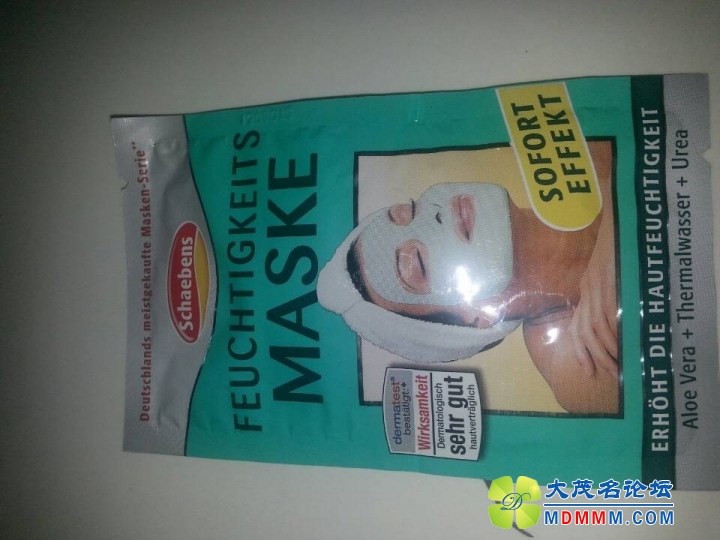 Deutschlands meistgekaufte Masken-Serie**
Schaebens
FEUCHTIGKEITS
MASKE
SOFORT
EFFEKT
dermatest®
bestätigt:*
Wirksamkeit
Dermatologisch
sehr gut
hautverträglich
ERHÖHT DIE HAUTFEUCHTIGKEIT
Aloe Vera + Thermalwasser + Urea
大茂名论坛
MDMMM.COM